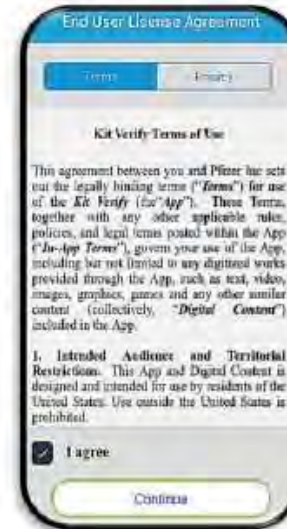 End User License Agreement
Terms
Privacy
Kit Verify Terms of Use
This agreement between you and Pfizer Inc sets
out the legally binding terms ("Terms") for use
of the Kit Verify (the"App"). These Terms,
together with any other applicable rules,
policies, and legal terms posted within the App
("In-App Terms"), govern your use of the App,
including but not limited to any digitized works
provided through the App, such as text, video,
images, graphics, games and any other similar
content (collectively, "Digital Content")
included in the App.
1. Intended Audience and Territorial
Restrictions. This App and Digital Content is
designed and intended for use by residents of the
United States. Use outside the United States is
prohibited.
I agree
Continue